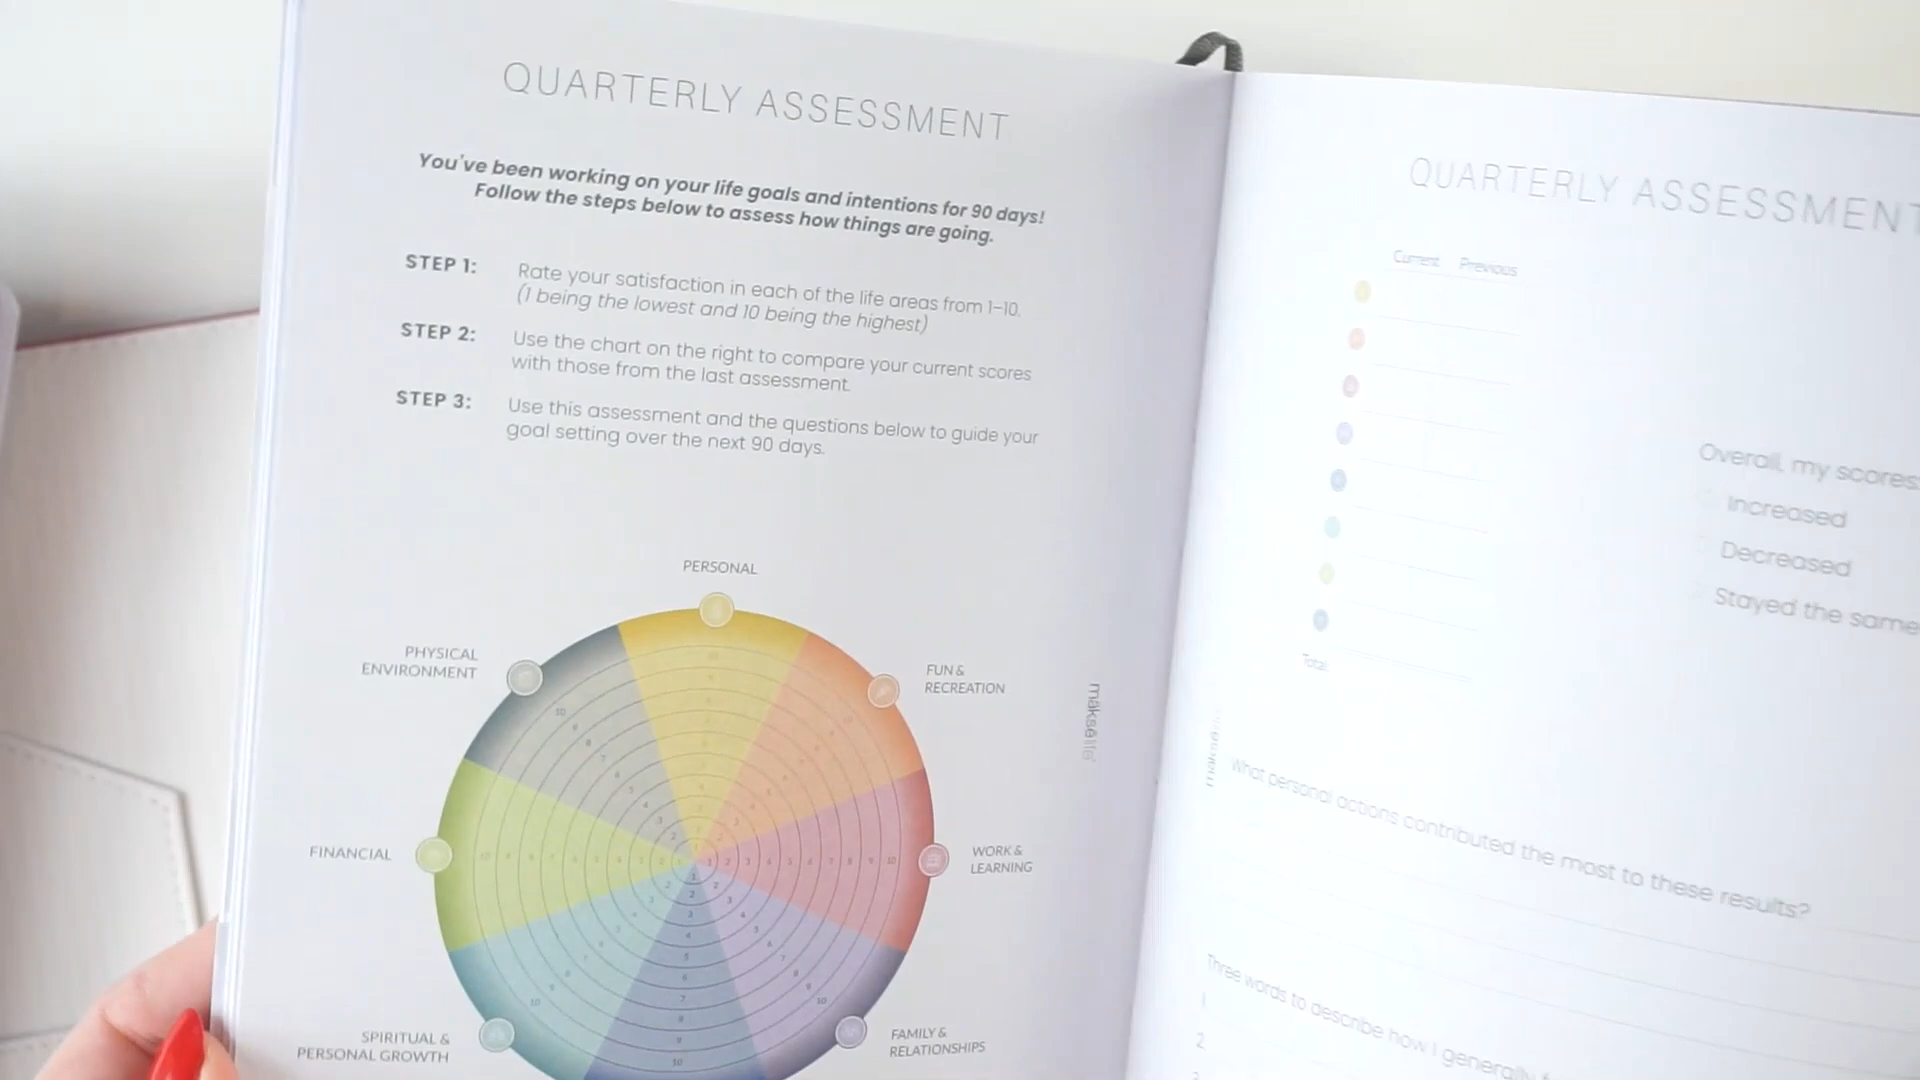 QUARTERLY ASSESSMENT
You've been working on your life goals and intentions for 90 days!
Follow the steps below to assess how things are going.
STEP 1: Rate your satisfaction in each of the life areas from 1–10.
(1 being the lowest and 10 being the highest)
STEP 2: Use the chart on the right to compare your current scores
with those from the last assessment.
STEP 3: Use this assessment and the questions below to guide your
goal setting over the next 90 days.
PERSONAL
PHYSICAL
ENVIRONMENT
FUN &
RECREATION
FINANCIAL
WORK &
LEARNING
SPIRITUAL &
PERSONAL GROWTH
FAMILY &
RELATIONSHIPS
makselife
QUARTERLY ASSESSMENT
Current Previous
Total:
Overall, my scores
Increased
Decreased
Stayed the same
makse
What personal actions contributed the most to these results?
Three words to describe how I generally
1
2